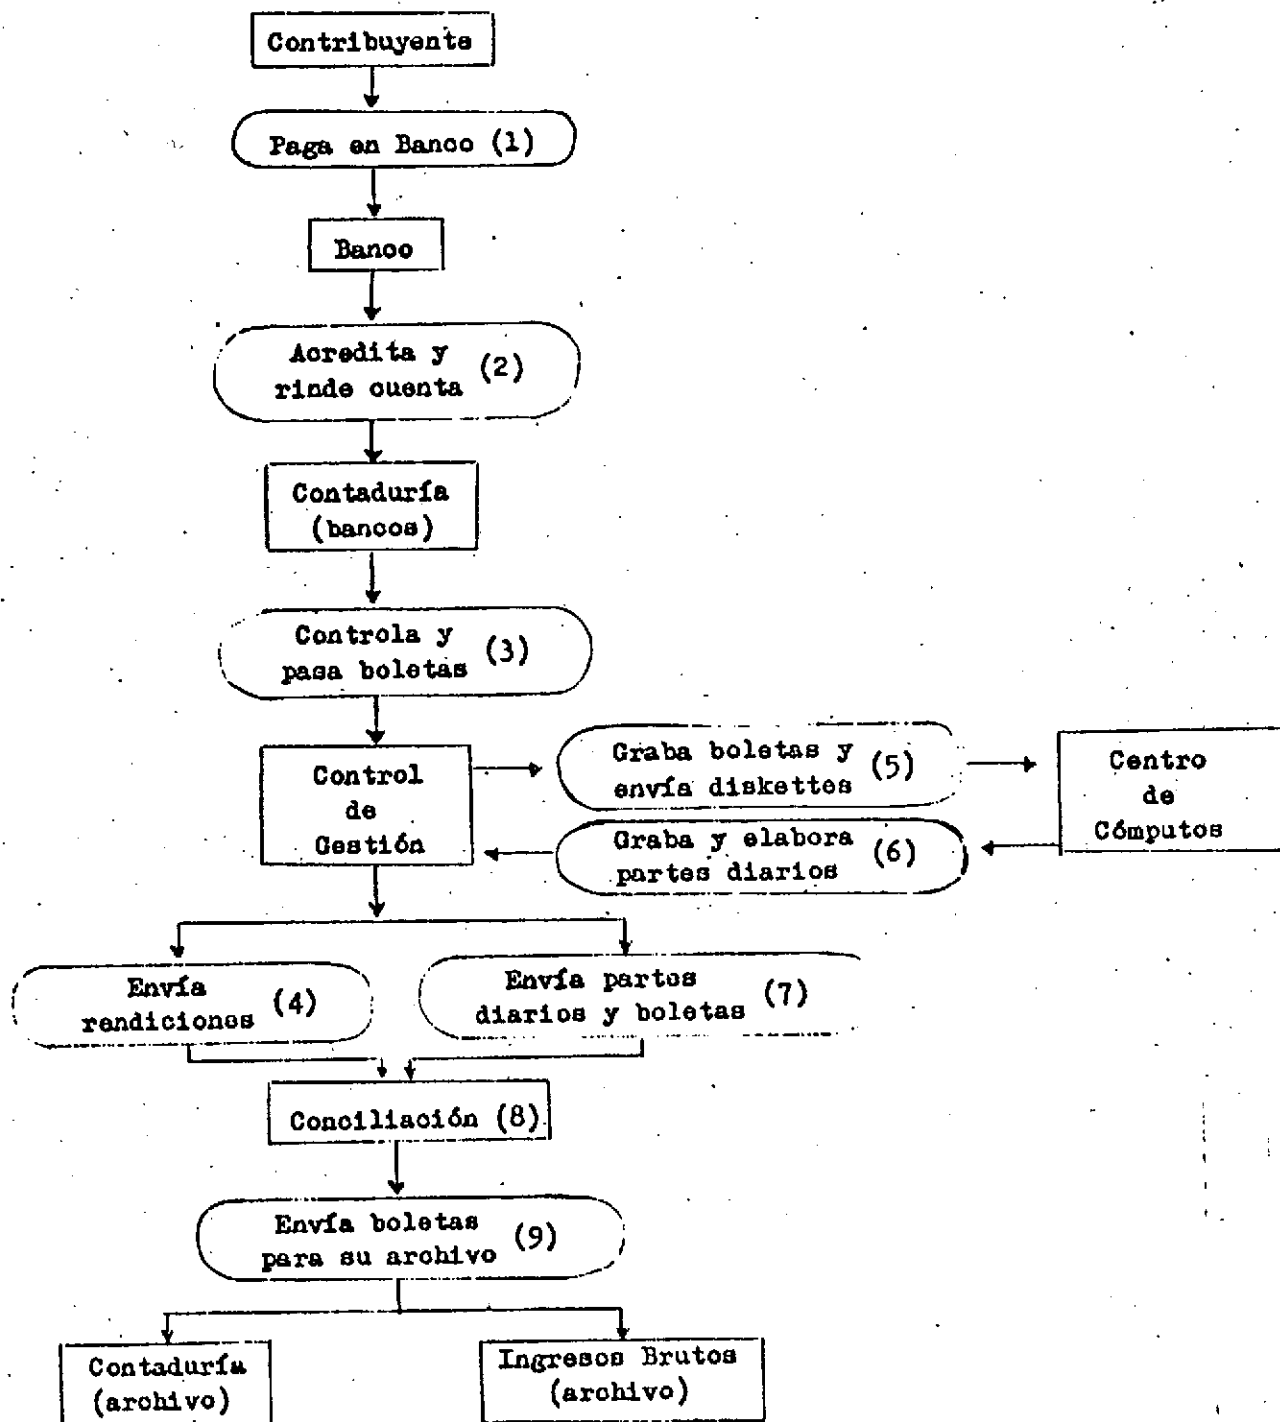 Contribuyente
Paga en Banco (1)
Banco
Acredita y
rinde cuenta (2)
Contaduría
(bancos)
Controla y
pasa boletas (3)
Control
de
Gestión
Graba boletas y
envía diskettes (5)
Centro
de
Cómputos
Graba y elabora
partes diarios (6)
Envía
rendiciones (4)
Envía partes
diarios y boletas (7)
Conciliación (8)
Envía boletas
para su archivo (9)
Contaduría
(archivo)
Ingresos Brutos
(archivo)